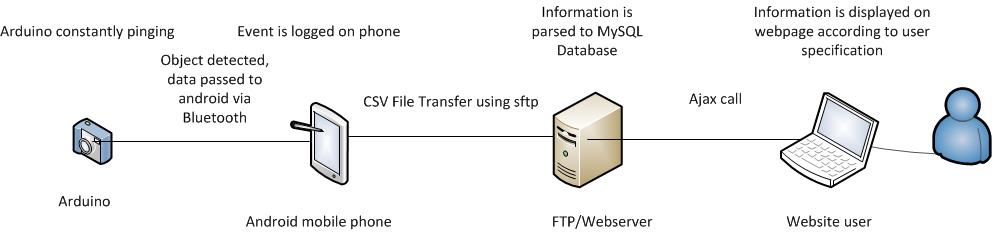 Arduino constantly pinging
Object detected,
data passed to
android via
Bluetooth
Arduino
Event is logged on phone
Android mobile phone
CSV File Transfer using sftp
Information is
parsed to MySQL
Database
FTP/Webserver
Ajax call
Information is displayed on
webpage according to user
specification
Website user